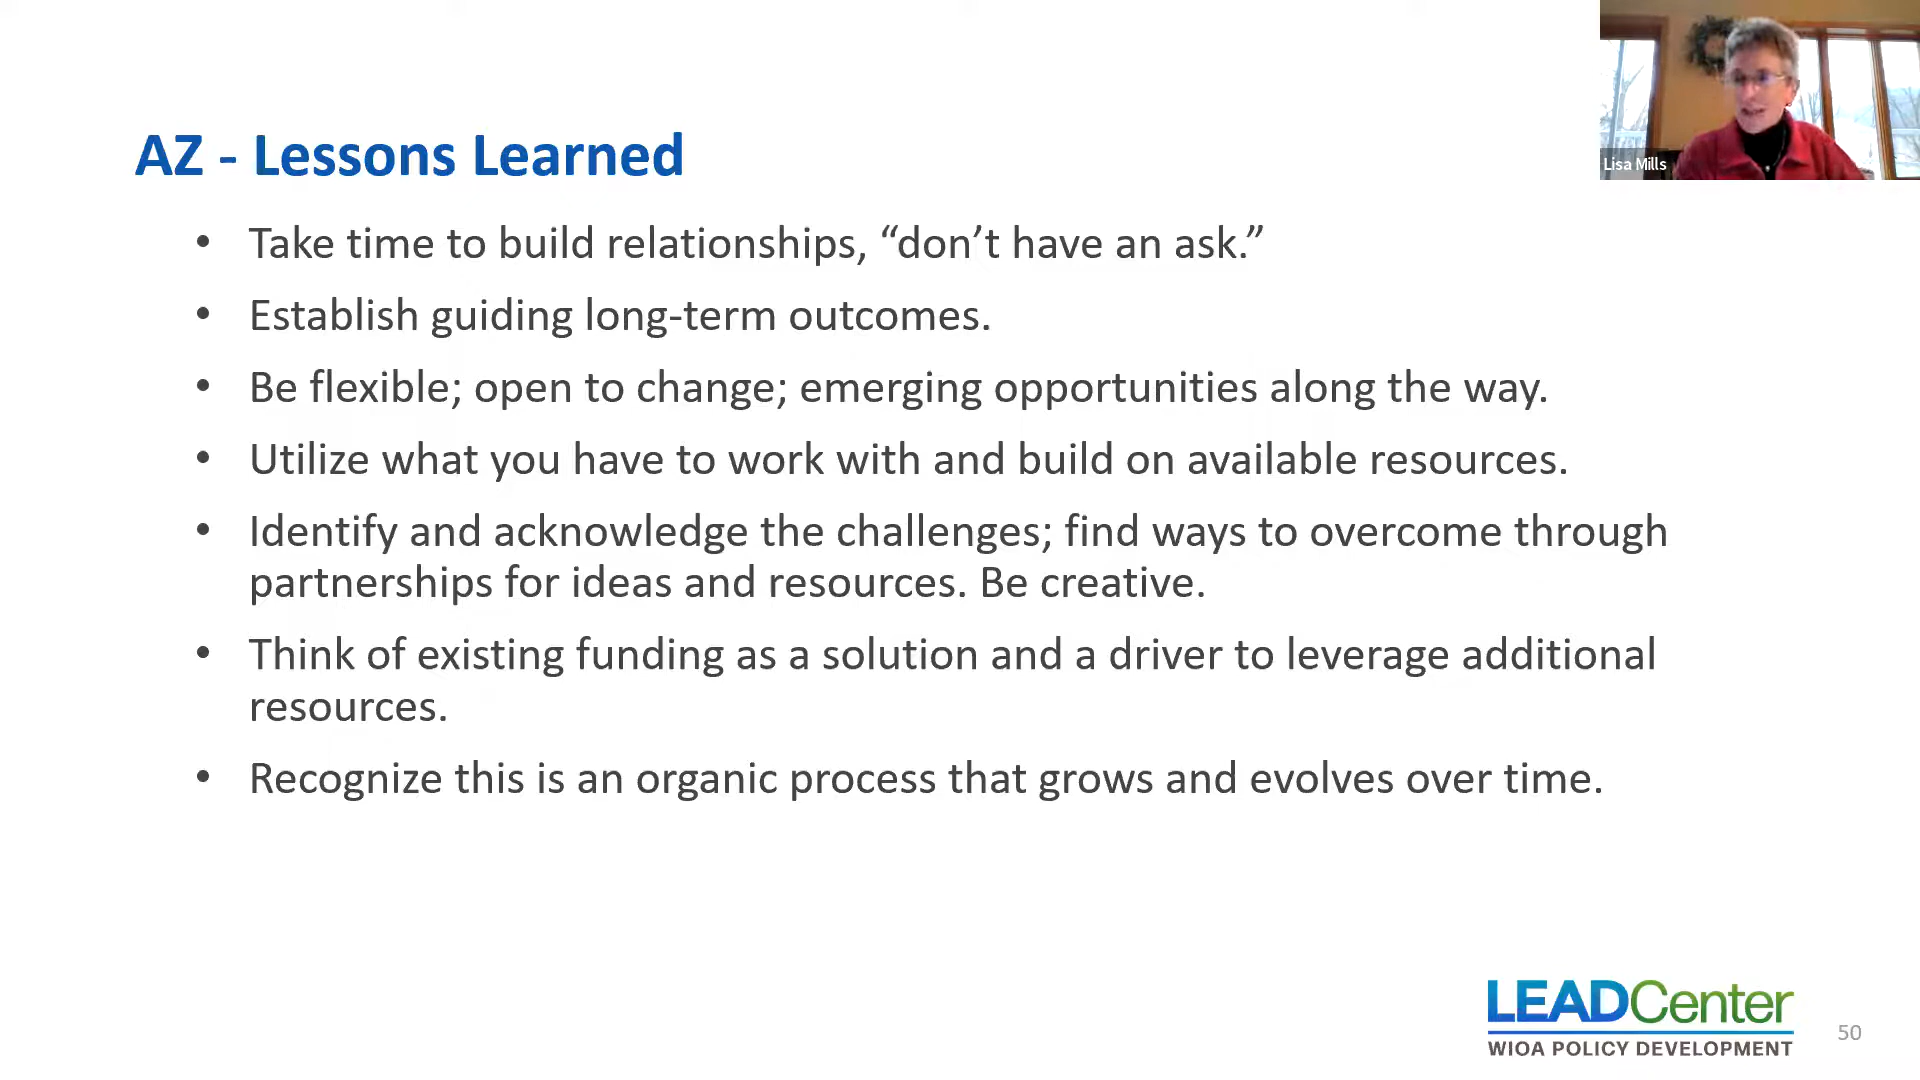 AZ - Lessons Learned
Lisa Mills
• Take time to build relationships, “don’t have an ask.”
• Establish guiding long-term outcomes.
• Be flexible; open to change; emerging opportunities along the way.
• Utilize what you have to work with and build on available resources.
• Identify and acknowledge the challenges; find ways to overcome through
partnerships for ideas and resources. Be creative.
• Think of existing funding as a solution and a driver to leverage additional
resources.
• Recognize this is an organic process that grows and evolves over time.
LEADCenter
WIOA POLICY DEVELOPMENT
50